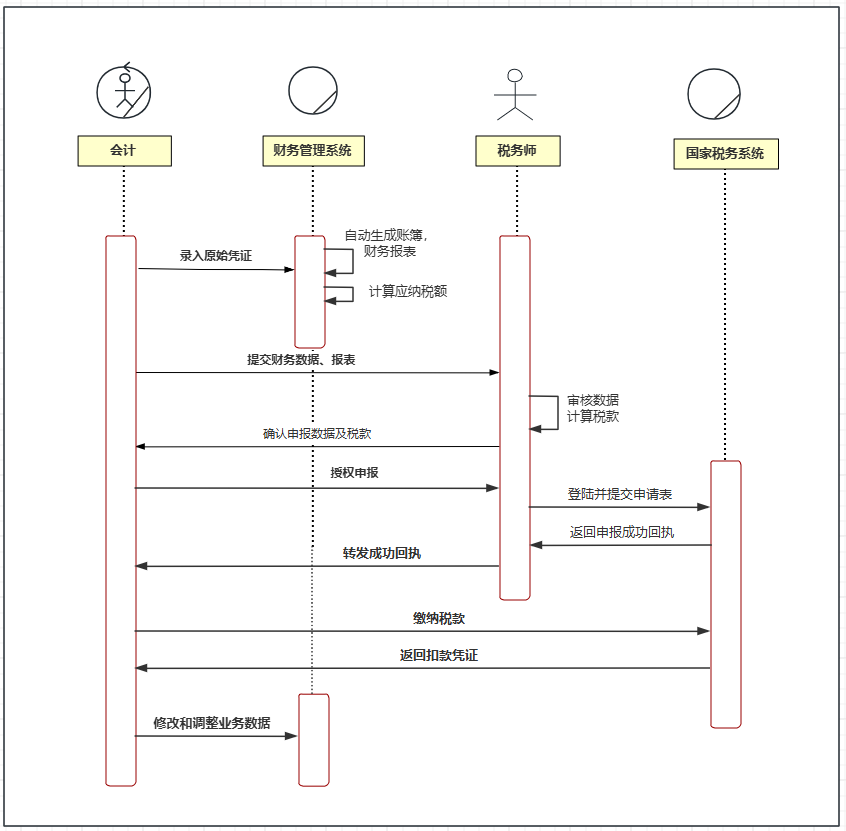 会计
财务管理系统
税务师
国家税务系统
自动生成账簿，
财务报表
录入原始凭证
计算应纳税额
提交财务数据、报表
审核数据
计算税款
确认申报数据及税款
授权申报
登陆并提交申请表
返回申报成功回执
转发成功回执
缴纳税款
返回扣款凭证
修改和调整业务数据